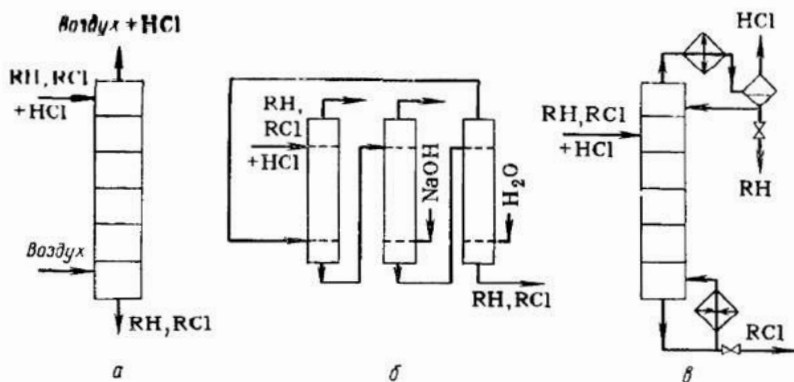 Воздух + HCl
RH, RCl
+HCl
Воздух
RH, RCl
а
RH,
RCl
+HCl
NaOH
H₂O
RH, RCl
б
HCl
RH, RCl
+HCl
RH
RCl
в